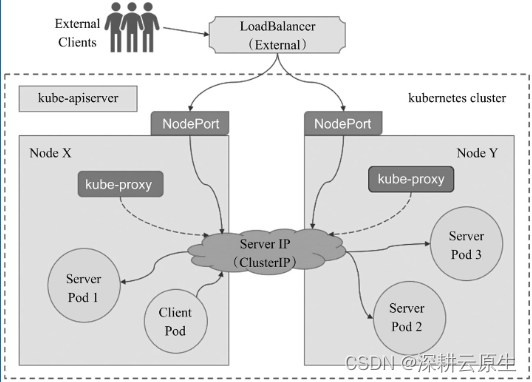 External
Clients
LoadBalancer
（External）
kube-apiserver
kubernetes cluster
NodePort
NodePort
Node X
Node Y
kube-proxy
kube-proxy
Server IP
（ClusterIP）
Server
Pod 1
Client
Pod
Server
Pod 3
Server
Pod 2
CSDN @深耕云原生